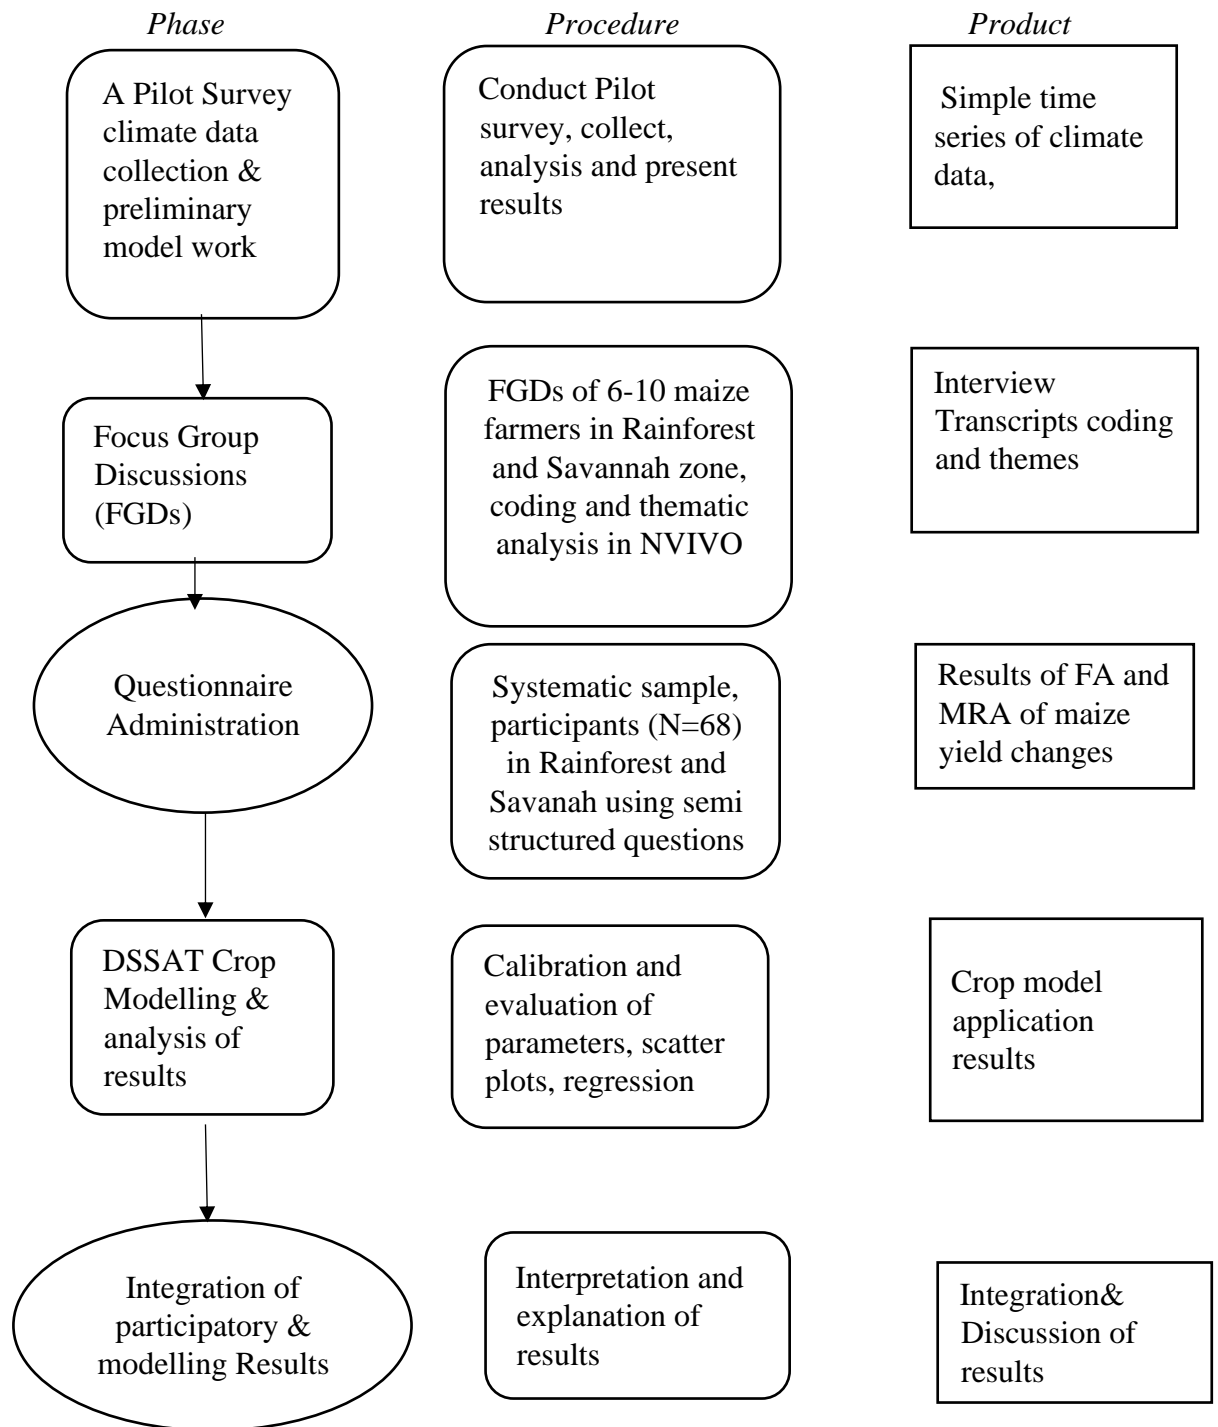 Phase
Procedure
Product
A Pilot Survey
climate data
collection &
preliminary
model work
Conduct Pilot
survey, collect,
analysis and present
results
Simple time
series of climate
data,
Focus Group
Discussions
(FGDs)
FGDs of 6-10 maize
farmers in Rainforest
and Savannah zone,
coding and thematic
analysis in NVIVO
Interview
Transcripts coding
and themes
Questionnaire
Administration
Systematic sample,
participants (N=68)
in Rainforest and
Savanah using semi
structured questions
Results of FA and
MRA of maize
yield changes
DSSAT Crop
Modelling &
analysis of
results
Calibration and
evaluation of
parameters, scatter
plots, regression
Crop model
application
results
Integration of
participatory &
modelling Results
Interpretation and
explanation of
results
Integration&
Discussion of
results